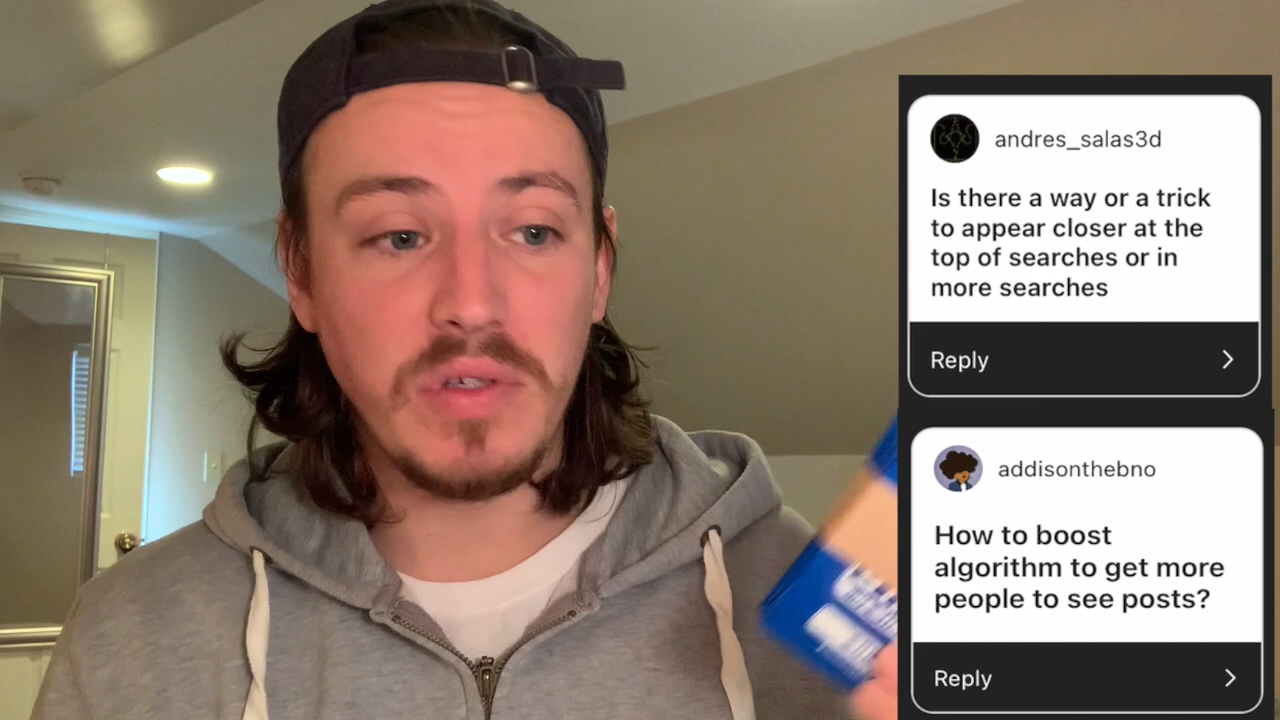 andres_salas3d
Is there a way or a trick
to appear closer at the
top of searches or in
more searches
Reply
addisonthebno
How to boost
algorithm to get more
people to see posts?
Reply